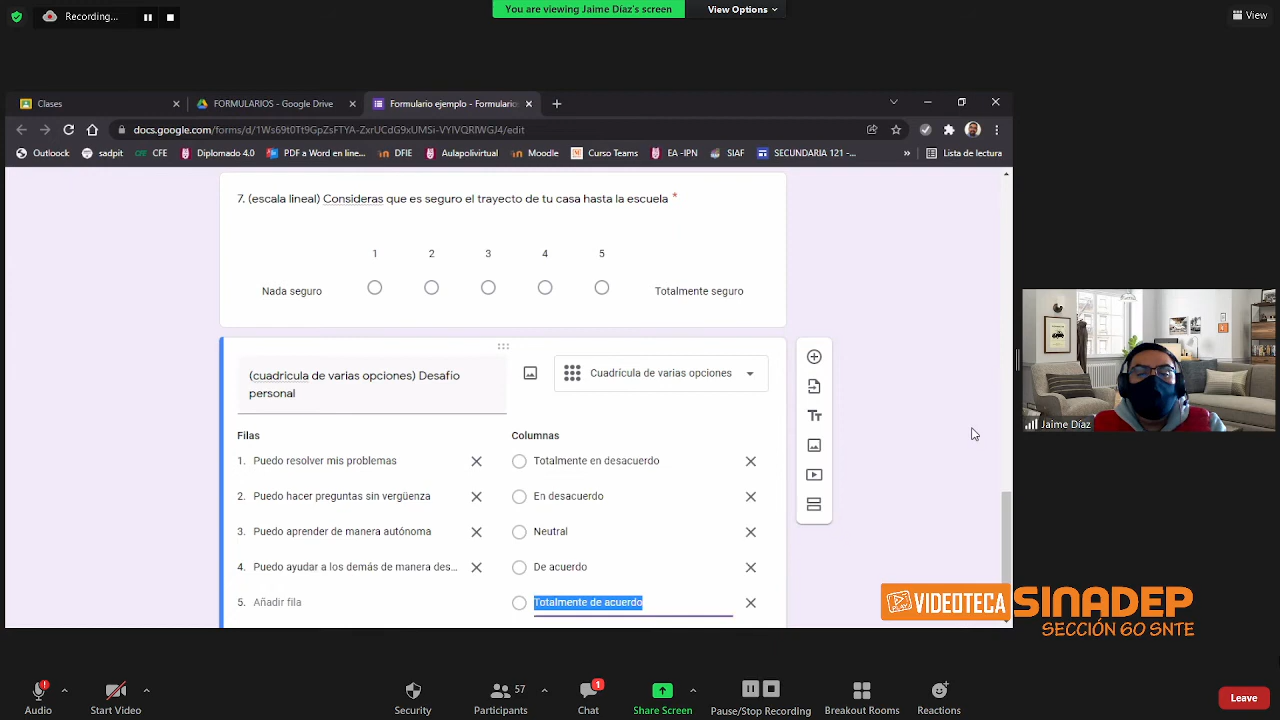 Recording...
You are viewing Jaime Díaz's screen
View Options
View
Clases
FORMULARIOS - Google Drive
Formulario ejemplo - Formularios
docs.google.com/forms/d/1Ws69t0Tt9GpZsFTYA-ZxrUCdG9xUMSi-VYIVQRIWGJ4/edit
Outloock
sadpit
CFE
Diplomado 4.0
PDF a Word en line...
DFIE
Aulapolivirtual
Moodle
Curso Teams
EA -IPN
SIAF
SECUNDARIA 121 -...
»
Lista de lectura
7. (escala lineal) Consideras que es seguro el trayecto de tu casa hasta la escuela *
1 2 3 4 5
Nada seguro
Totalmente seguro
(cuadricula de varias opciones) Desafio
personal
Cuadrícula de varias opciones
Filas
Columnas
1. Puedo resolver mis problemas
Totalmente en desacuerdo
2. Puedo hacer preguntas sin vergüenza
En desacuerdo
3. Puedo aprender de manera autónoma
Neutral
4. Puedo ayudar a los demás de manera des...
De acuerdo
5. Añadir fila
Totalmente de acuerdo
Tt
Jaime Díaz
VIDEOTECA
SINADEP
SECCIÓN 60 SNTE
Audio
Start Video
Security
57
Participants
1
Chat
Share Screen
Pause/Stop Recording
Breakout Rooms
Reactions
Leave